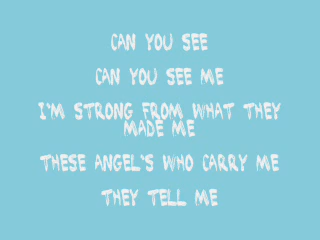 CAN YOU SEE
CAN YOU SEE ME
I'M STRONG FROM WHAT THEY
MADE ME
THESE ANGEL'S WHO CARRY ME
THEY TELL ME